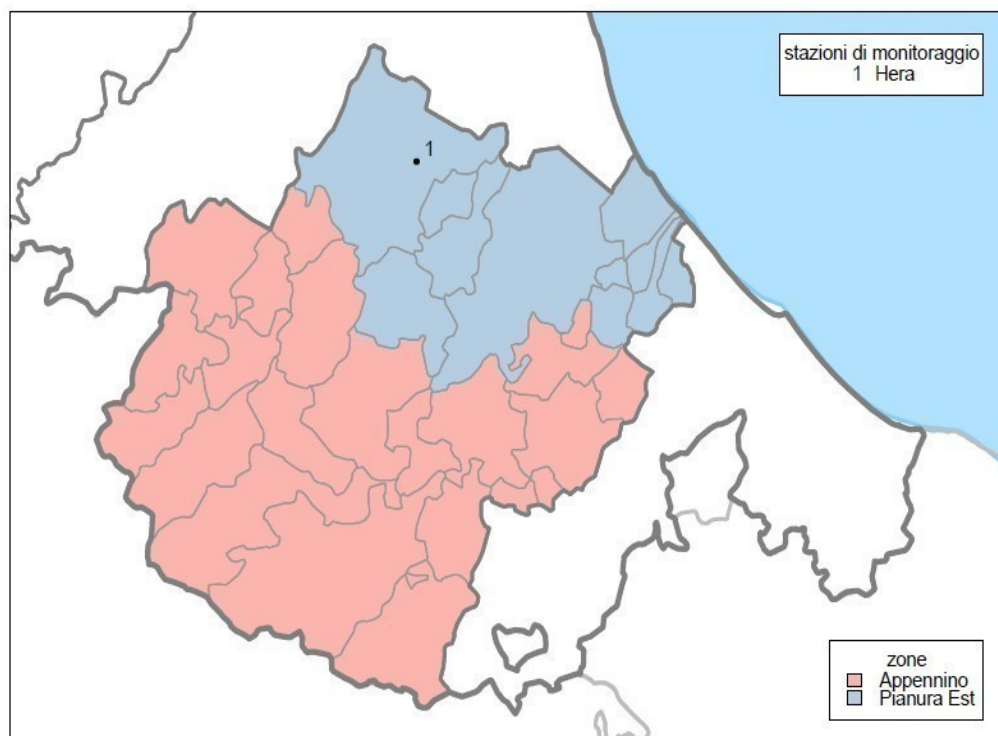 stazioni di monitoraggio
1 Hera
1
zone
Appennino
Pianura Est